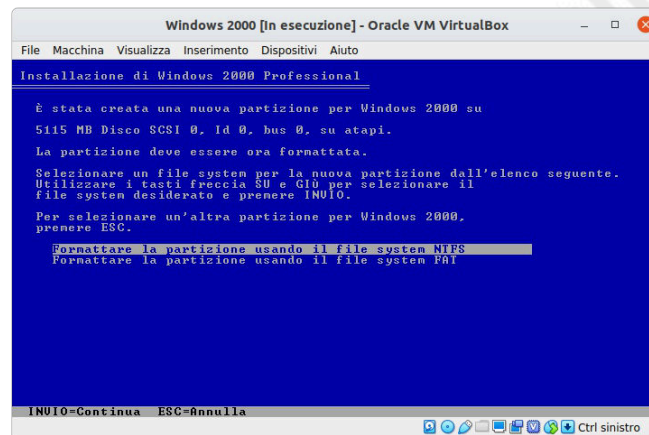 Windows 2000 [In esecuzione] - Oracle VM VirtualBox
File Macchina Visualizza Inserimento Dispositivi Aiuto
Installazione di Windows 2000 Professional
È stata creata una nuova partizione per Windows 2000 su
5115 MB Disco SCSI 0, Id 0, bus 0, su atapi.
La partizione deve essere ora formattata.
Selezionare un file system per la nuova partizione dall'elenco seguente.
Utilizzare i tasti freccia SU e GIÙ per selezionare il
file system desiderato e premere INVIO.
Per selezionare un'altra partizione per Windows 2000,
premere ESC.
Formattare la partizione usando il file system NTFS
Formattare la partizione usando il file system FAT
INVIO=Continua ESC=Annulla
Ctrl sinistro